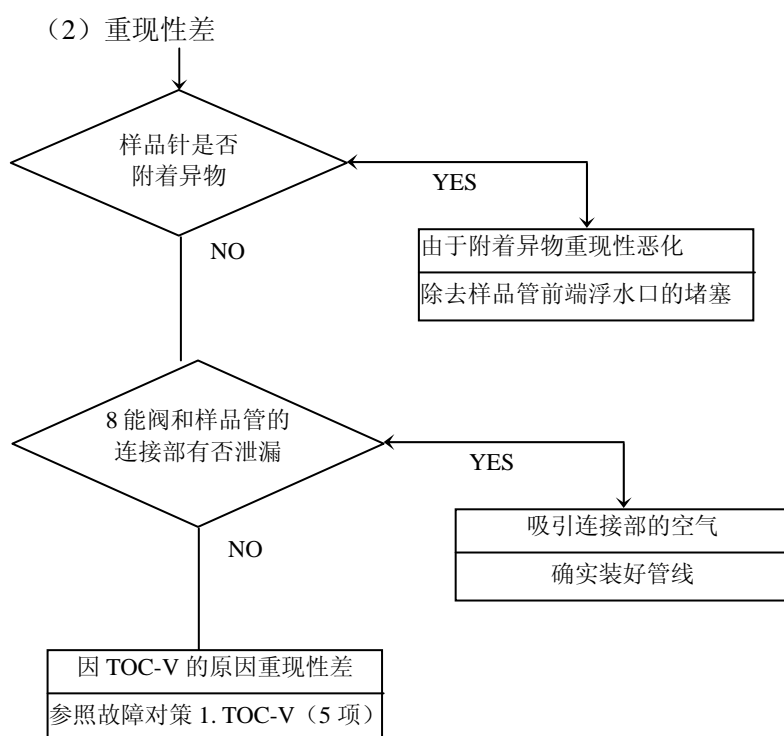 （2）重现性差
样品针是否
附着异物
YES
NO
由于附着异物重现性恶化
除去样品管前端浮水口的堵塞
8 能阀和样品管的
连接部有否泄漏
YES
NO
吸引连接部的空气
确实装好管线
因 TOC-V 的原因重现性差
参照故障对策 1. TOC-V（5 项）